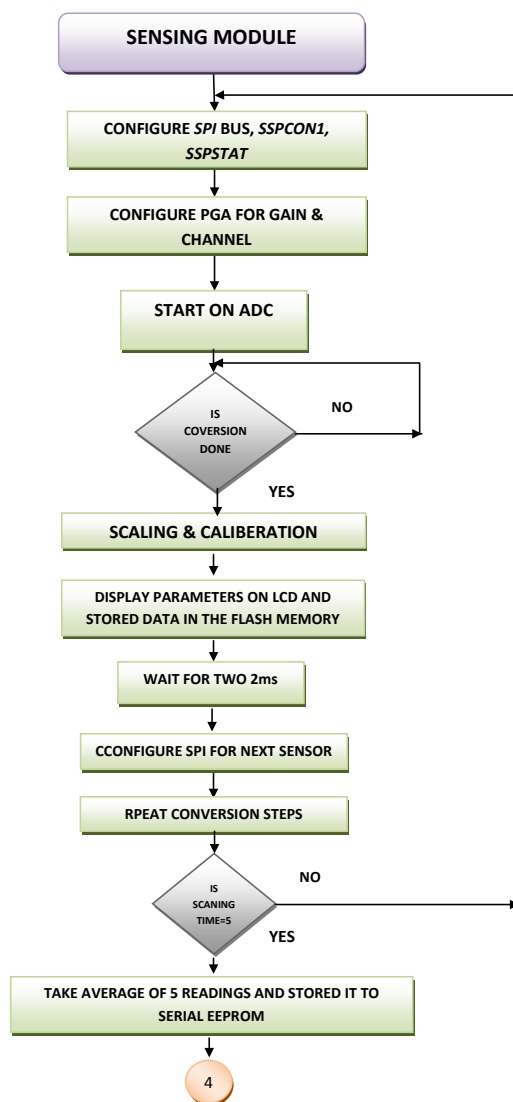 SENSING MODULE
CONFIGURE SPI BUS, SSPCON1,
SSPSTAT
CONFIGURE PGA FOR GAIN &
CHANNEL
START ON ADC
IS
COVERSION
DONE
NO
YES
SCALING & CALIBERATION
DISPLAY PARAMETERS ON LCD AND
STORED DATA IN THE FLASH MEMORY
WAIT FOR TWO 2ms
CCONFIGURE SPI FOR NEXT SENSOR
RPEAT CONVERSION STEPS
IS
SCANING
TIME=5
NO
YES
TAKE AVERAGE OF 5 READINGS AND STORED IT TO
SERIAL EEPROM
4